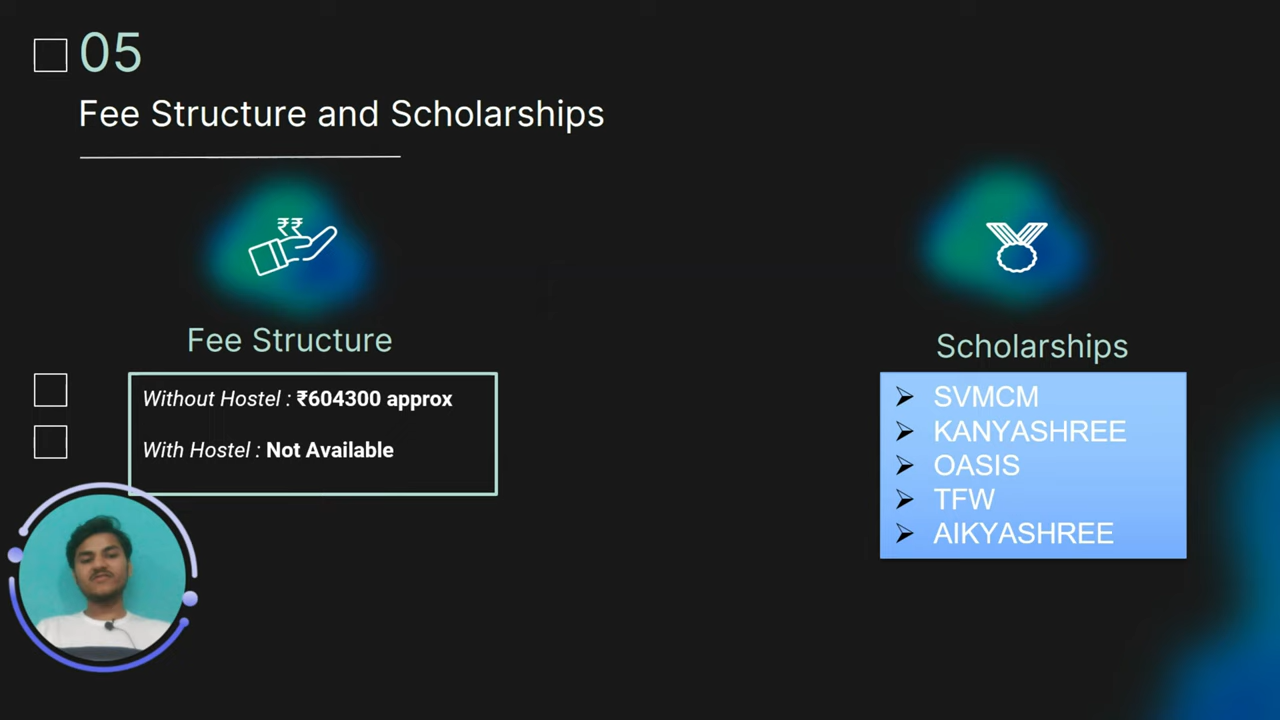 05
Fee Structure and Scholarships
₹₹
Fee Structure
Without Hostel : ₹604300 approx
With Hostel : Not Available
Scholarships
SVMCM
KANYASHREE
OASIS
TFW
AIKYASHREE